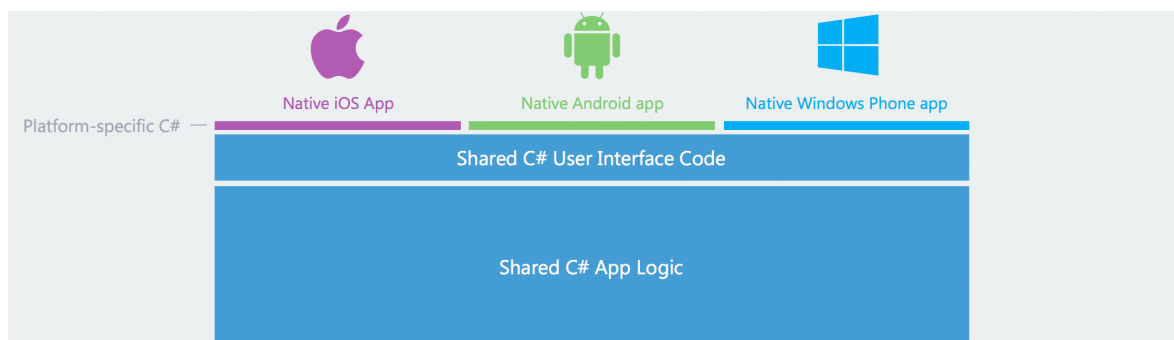 Native iOS App
Native Android app
Native Windows Phone app
Platform-specific C#
Shared C# User Interface Code
Shared C# App Logic